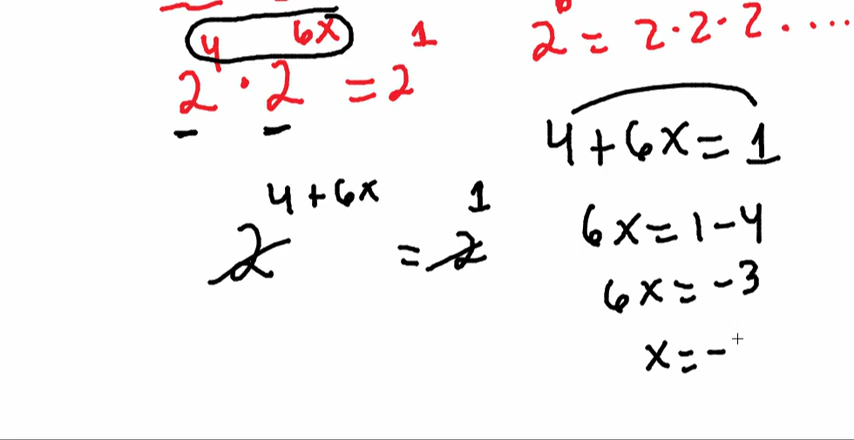 2^4 · 2^{6x} = 2^1
2 = 2·2·2·....
2^{4+6x} = 2^1
4+6x=1
6x=1-4
6x=-3
x=-